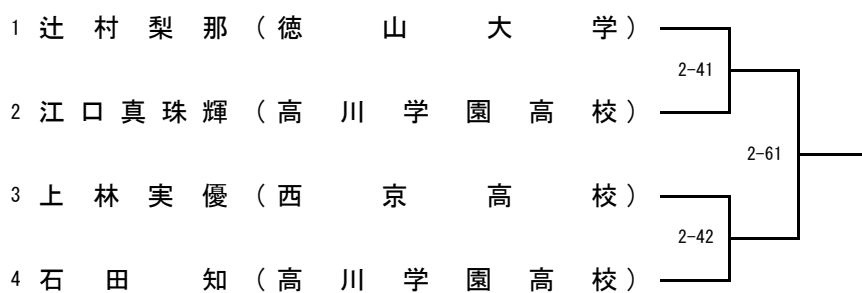 1 辻村梨那(徳山大学)
2-41
2 江口真珠輝(高川学園高校)
2-61
3 上林実優(西京高校)
2-42
4 石田知(高川学園高校)